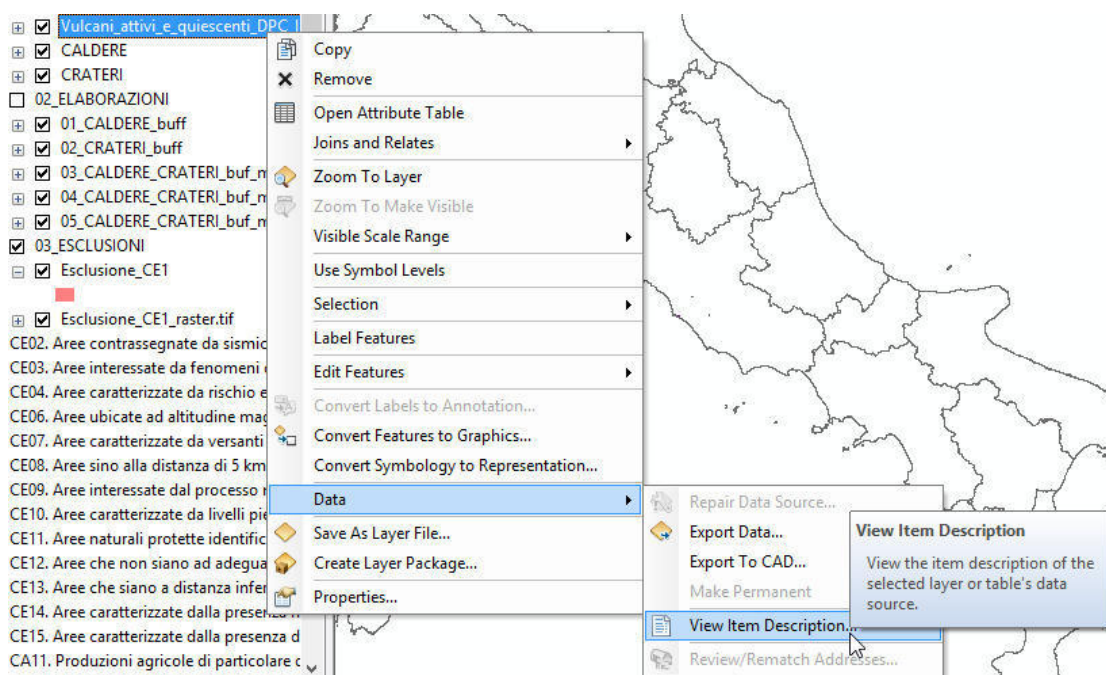 Vulcani_attivi_e_quiescenti_DPC_I
CALDERE
CRATERI
02_ELABORAZIONI
01_CALDERE_buff
02_CRATERI_buff
03_CALDERE_CRATERI_buf_m
04_CALDERE_CRATERI_buf_m
05_CALDERE_CRATERI_buf_m
03_ESCLUSIONI
Esclusione_CE1
Esclusione_CE1_raster.tif
CE02. Aree contrassegnate da sismic
CE03. Aree interessate da fenomeni
CE04. Aree caratterizzate da rischio e
CE06. Aree ubicate ad altitudine mag
CE07. Aree caratterizzate da versanti
CE08. Aree sino alla distanza di 5 km
CE09. Aree interessate dal processo
CE10. Aree caratterizzate da livelli pie
CE11. Aree naturali protette identific
CE12. Aree che non siano ad adegua
CE13. Aree che siano a distanza infer
CE14. Aree caratterizzate dalla presenza
CE15. Aree caratterizzate dalla presenza d
CA11. Produzioni agricole di particolare c
Copy
Remove
Open Attribute Table
Joins and Relates
Zoom To Layer
Zoom To Make Visible
Visible Scale Range
Use Symbol Levels
Selection
Label Features
Edit Features
Convert Labels to Annotation...
Convert Features to Graphics...
Convert Symbology to Representation...
Data
Save As Layer File...
Create Layer Package...
Properties...
Repair Data Source...
Export Data...
Export To CAD...
Make Permanent
View Item Description...
Review/Rematch Addresses...
View Item Description
View the item description of the
selected layer or table's data
source.